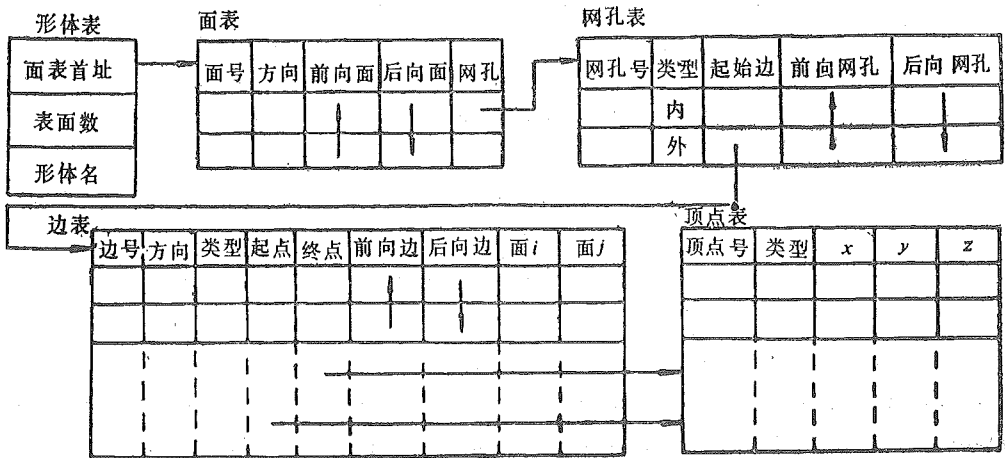 形体表
面表首址
表面数
形体名
面表
面号 方向 前向面 后向面 网孔
网孔表
网孔号 类型 起始边 前向网孔 后向网孔
内
外
边表
边号 方向 类型 起点 终点 前向边 后向边 面i 面j
顶点表
顶点号 类型 x y z